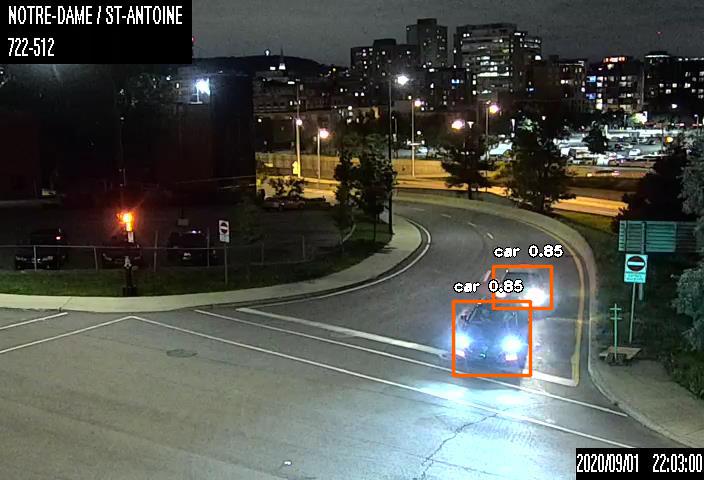 NOTRE-DAME / ST-ANTOINE
722-512
car 0.85
car 0.85
2020/09/01 22:03:00